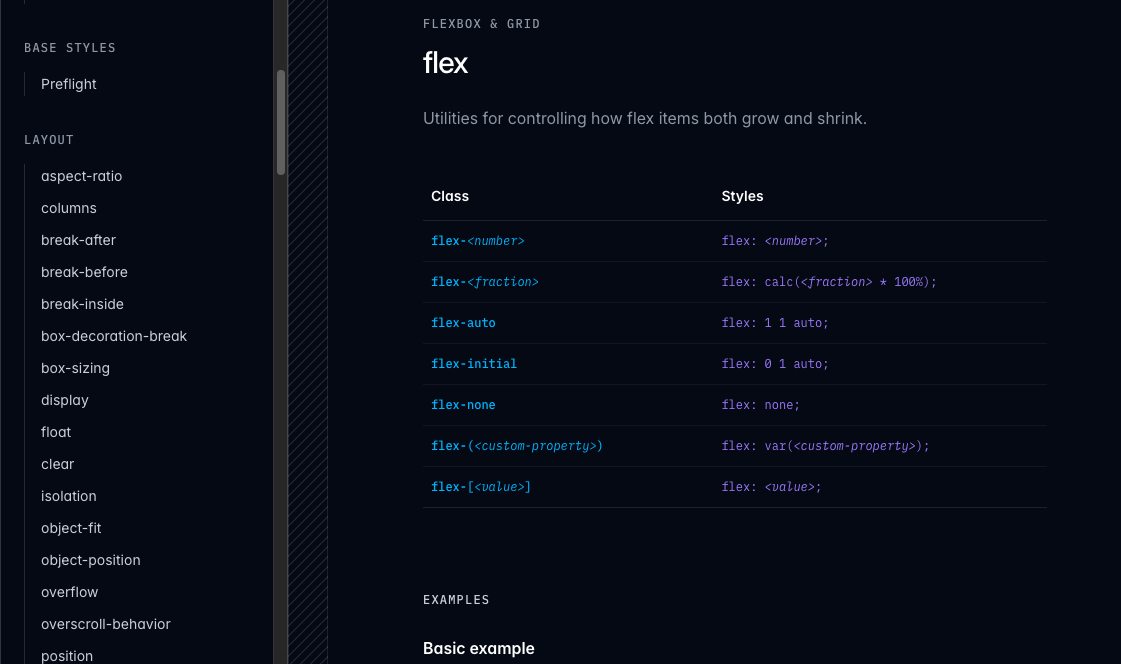 BASE STYLES
Preflight
LAYOUT
aspect-ratio
columns
break-after
break-before
break-inside
box-decoration-break
box-sizing
display
float
clear
isolation
object-fit
object-position
overflow
overscroll-behavior
position
FLEXBOX & GRID
flex
Utilities for controlling how flex items both grow and shrink.
Class Styles
flex-<number> flex: <number>;
flex-<fraction> flex: calc(<fraction> * 100%);
flex-auto flex: 1 1 auto;
flex-initial flex: 0 1 auto;
flex-none flex: none;
flex-(<custom-property>) flex: var(<custom-property>);
flex-[<value>] flex: <value>;
EXAMPLES
Basic example